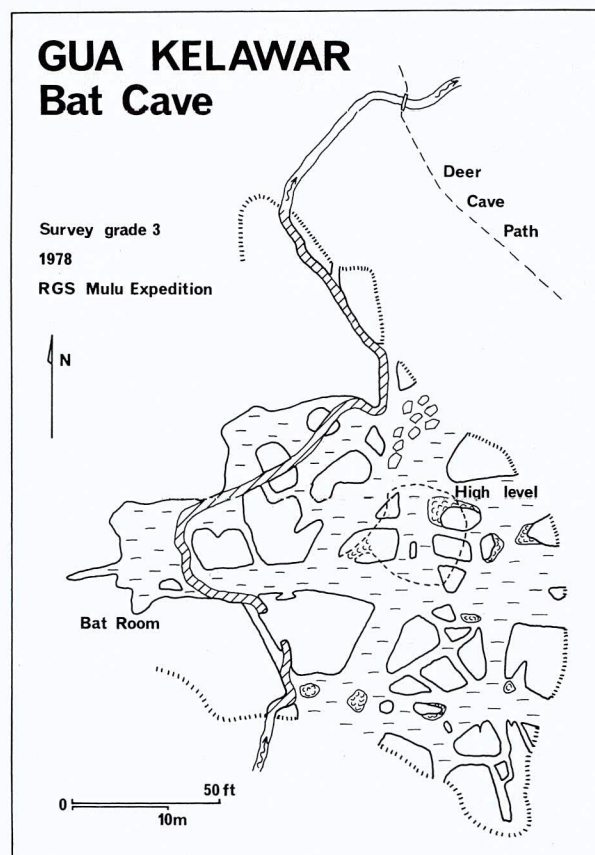 GUA KELAWAR
Bat Cave
Deer
Cave
Path
Survey grade 3
1978
RGS Mulu Expedition
N
High level
Bat Room
0 50 ft
10m